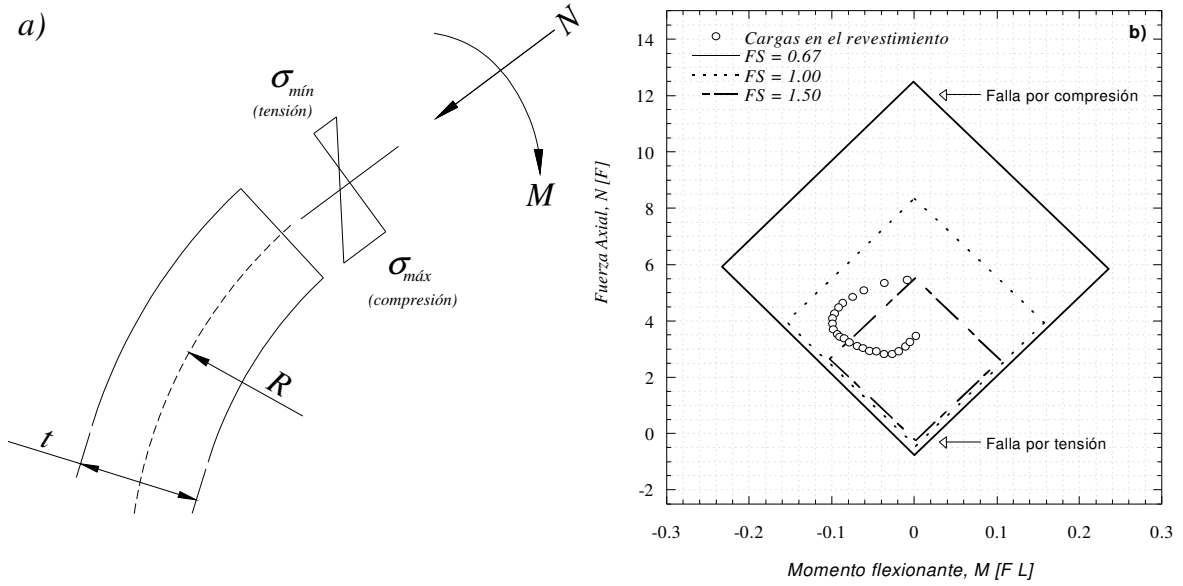 a)
N
σmín
(tensión)
M
σmáx
(compresión)
R
t
b)
Cargas en el revestimiento
FS = 0.67
FS = 1.00
FS = 1.50
Falla por compresión
Falla por tensión
Fuerza Axial, N [F]
14
12
10
8
6
4
2
0
-2
-0.3
-0.2
-0.1
0
0.1
0.2
0.3
Momento flexionante, M [F L]